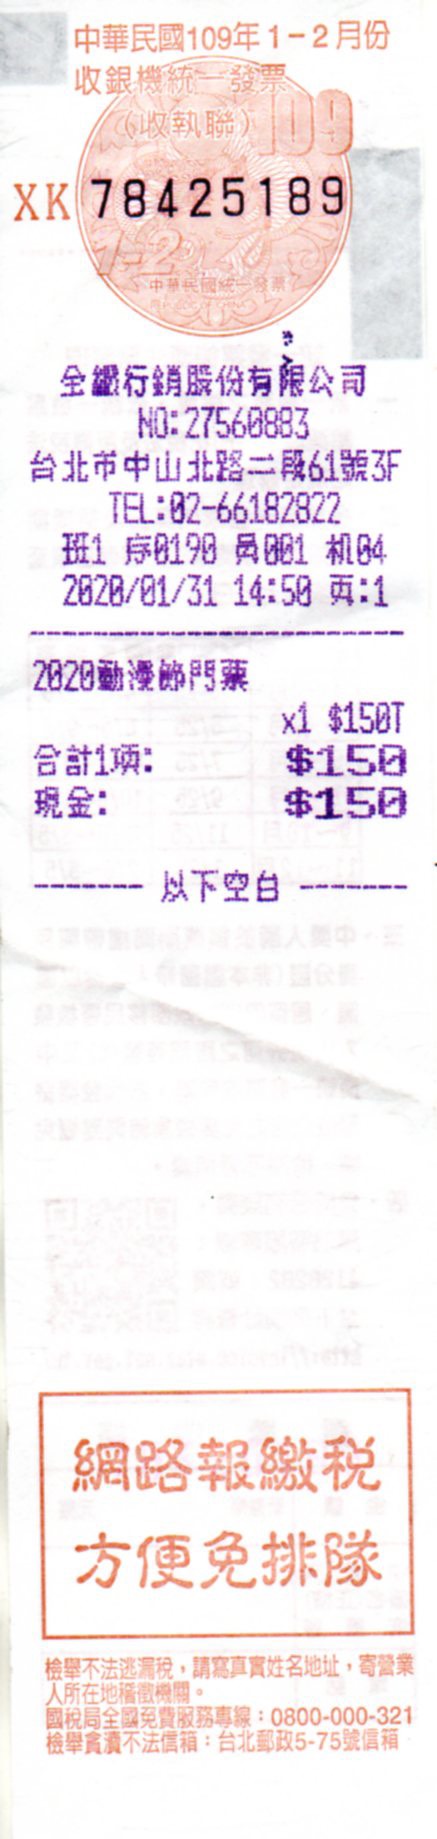 中華民國109年1-2月份
收銀機統一發票
(收執聯)
109
XK 78425189
1-2
中華民國統一發票
全網行銷股份有限公司
NO:27560883
台北市中山北路二段61號3F
TEL:02-66182822
班1 序0190 員001 机04
2020/01/31 14:50 頁:1
2020動漫節門票
x1 $150T
合計1項: $150
現金: $150
-------- 以下空白 --------
網路報繳稅
方便免排隊
檢舉不法逃漏稅，請寫真實姓名地址，寄營業
人所在地稽徵機關。
國稅局全國免費服務專線：0800-000-321
檢舉貪瀆不法信箱：台北郵政5-75號信箱